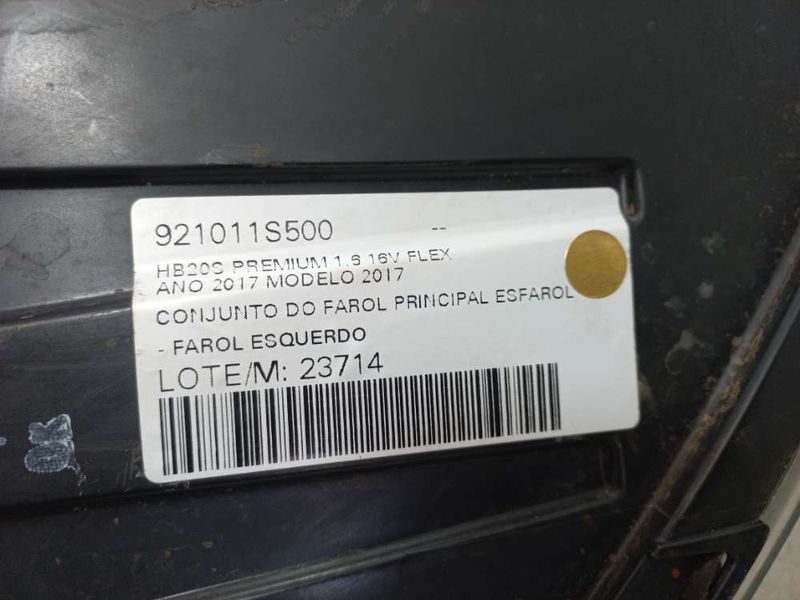 921011S500 --
HB20S PREMIUM 1.6 16V FLEX
ANO 2017 MODELO 2017
CONJUNTO DO FAROL PRINCIPAL ESFAROL
- FAROL ESQUERDO
LOTE/M: 23714